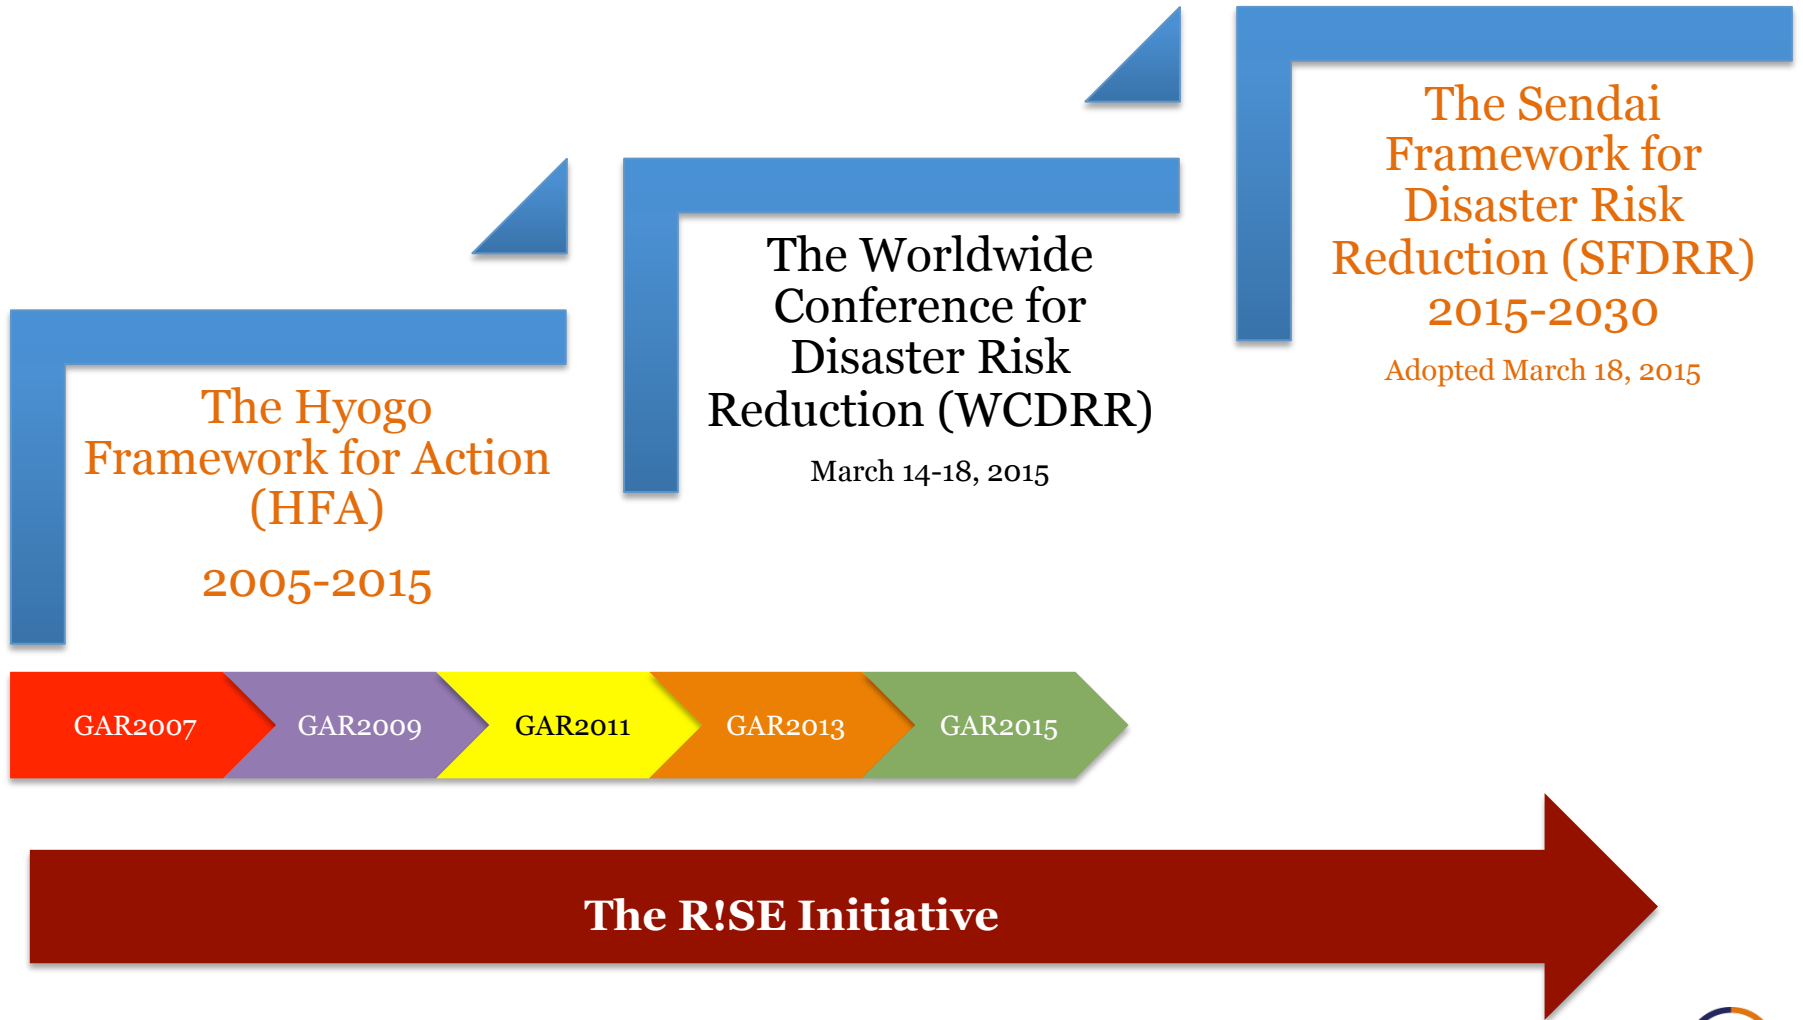 The Hyogo
Framework for Action
(HFA)
2005-2015
The Worldwide
Conference for
Disaster Risk
Reduction (WCDRR)
March 14-18, 2015
The Sendai
Framework for
Disaster Risk
Reduction (SFDRR)
2015-2030
Adopted March 18, 2015
GAR2007
GAR2009
GAR2011
GAR2013
GAR2015
The R!SE Initiative